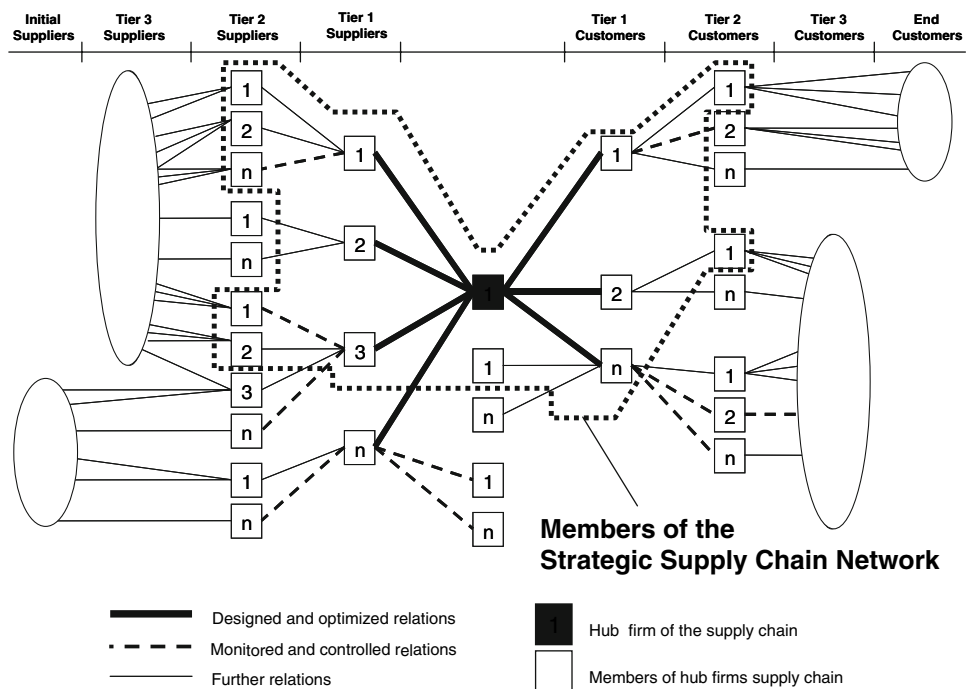 Initial Suppliers
Tier 3 Suppliers
Tier 2 Suppliers
Tier 1 Suppliers
Tier 1 Customers
Tier 2 Customers
Tier 3 Customers
End Customers
1
2
n
1
n
1
2
3
n
1
n
1
2
3
n
1
1
n
1
n
1
2
n
1
2
n
1
n
1
2
n
Members of the
Strategic Supply Chain Network
Designed and optimized relations
Monitored and controlled relations
Further relations
1
Hub firm of the supply chain
Members of hub firms supply chain